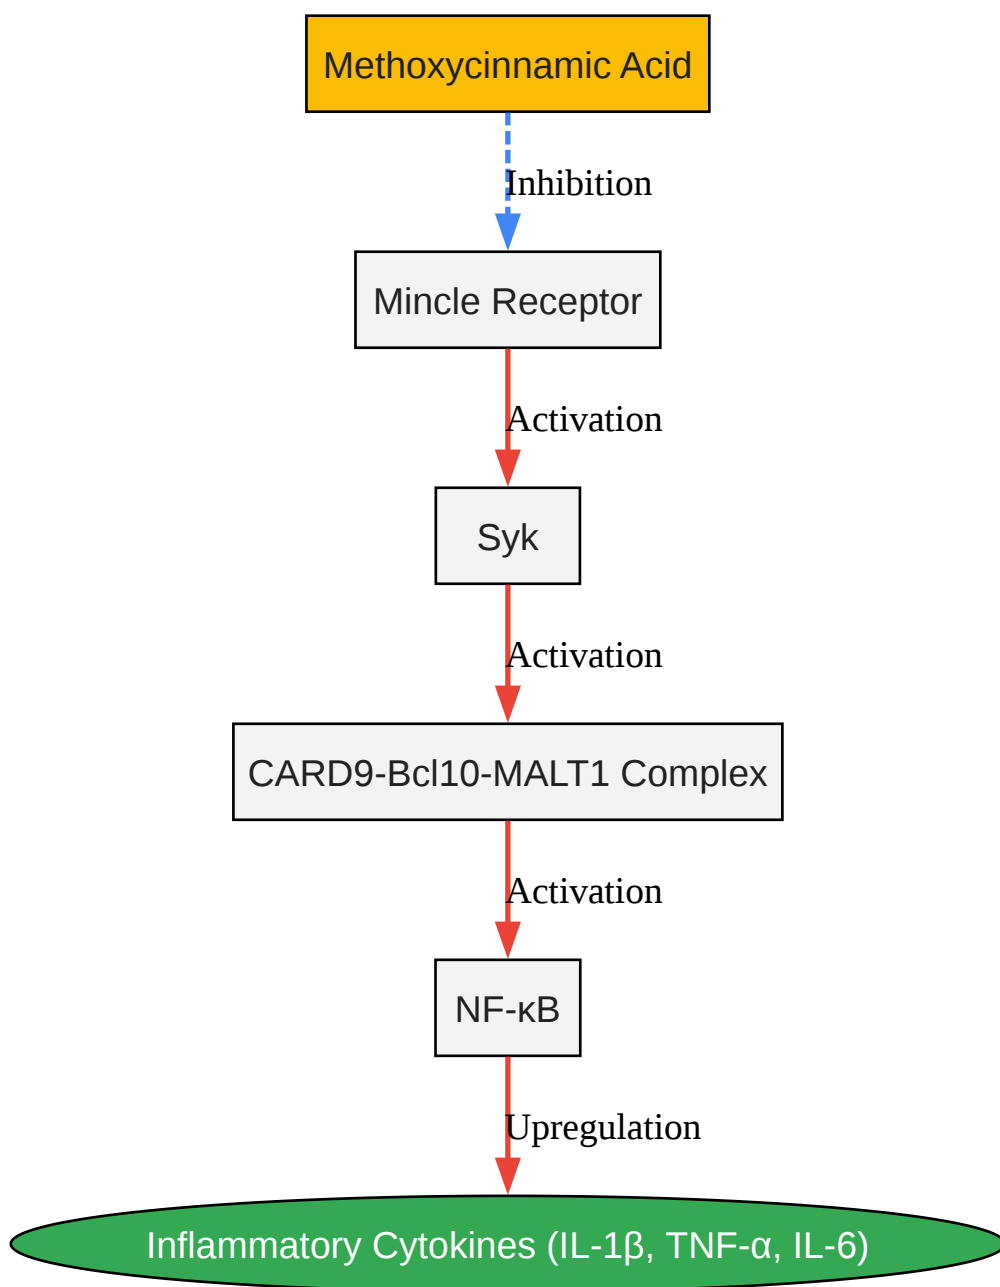 Methoxycinnamic Acid
Inhibition
Mincle Receptor
Activation
Syk
Activation
CARD9-Bcl10-MALT1 Complex
Activation
NF-κB
Upregulation
Inflammatory Cytokines (IL-1β, TNF-α, IL-6)